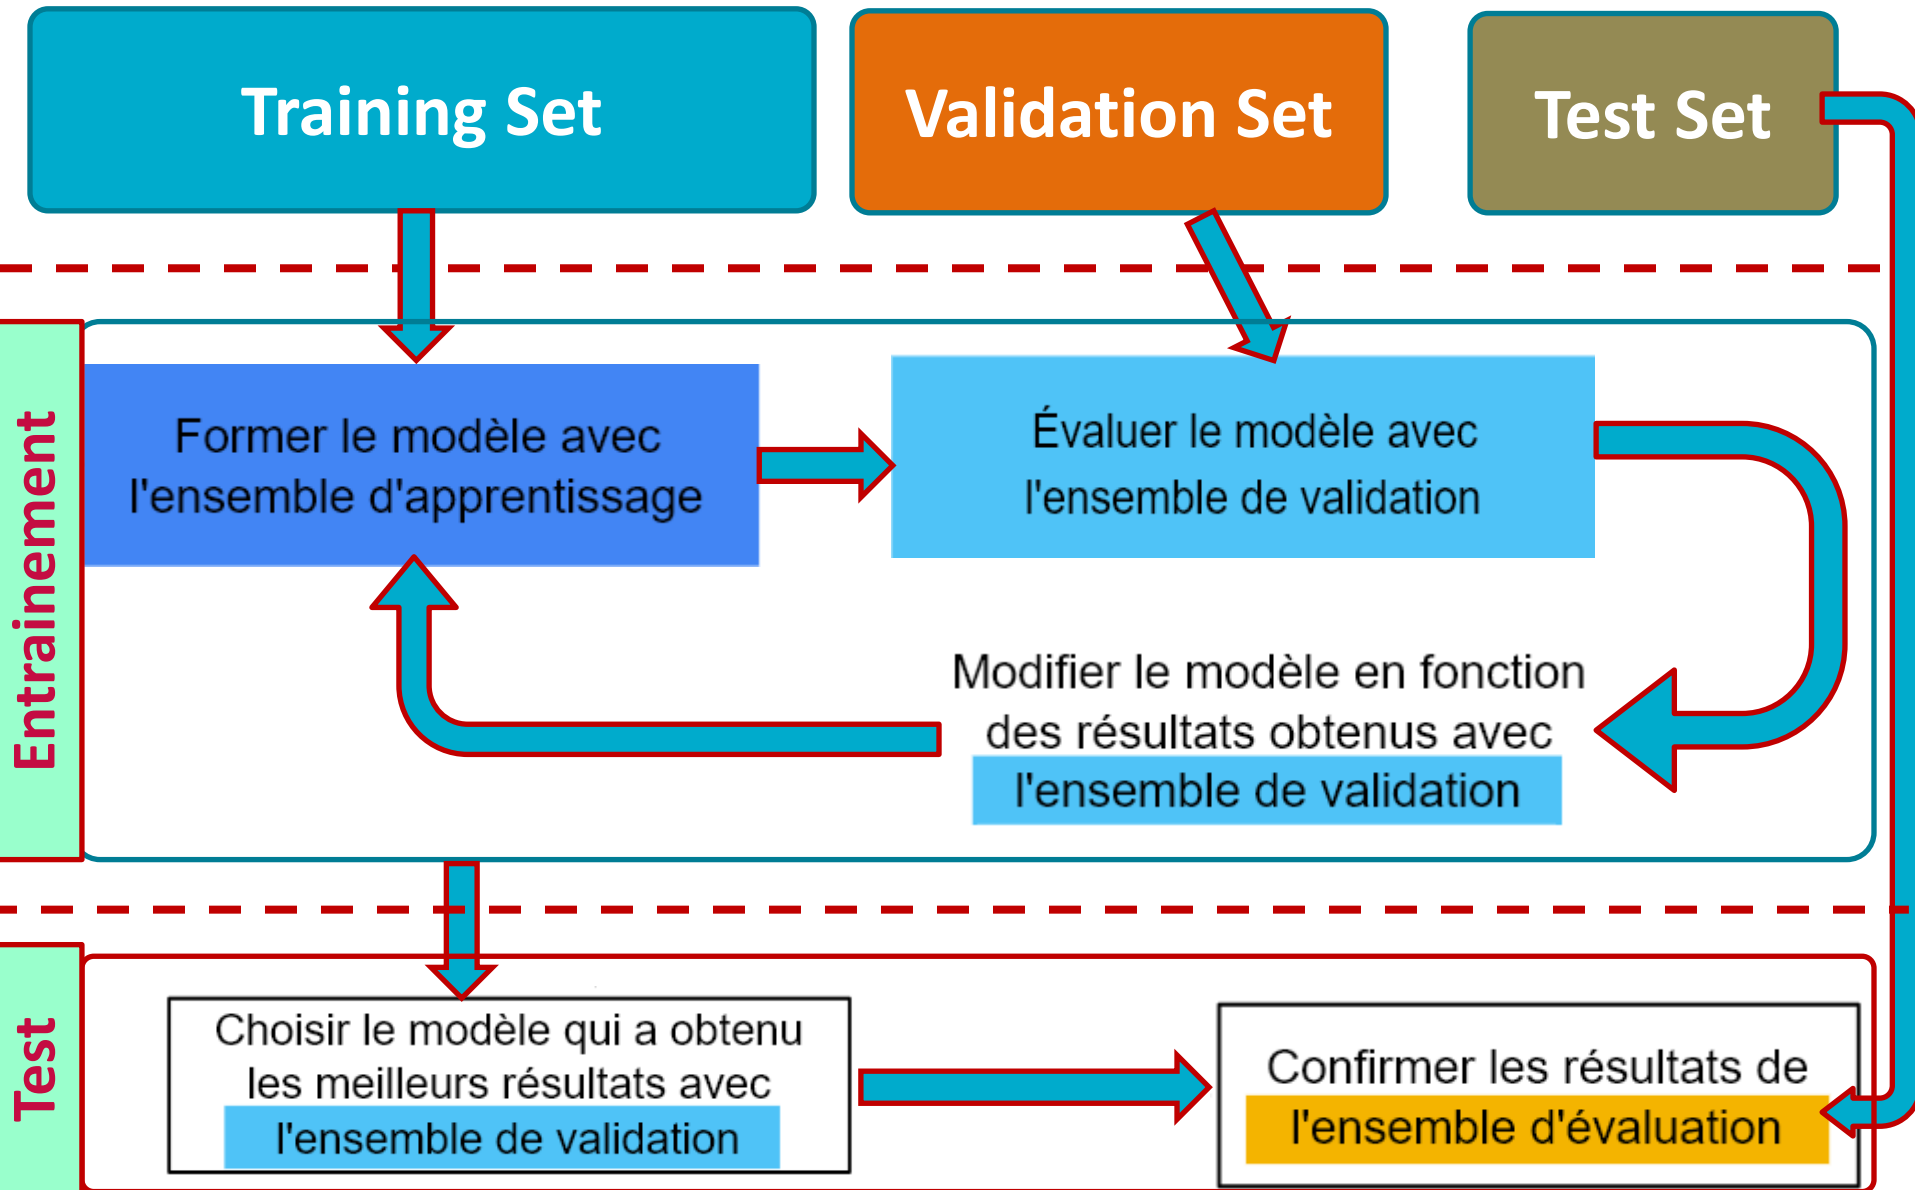 Training Set
Validation Set
Test Set
Entrainement
Former le modèle avec
l'ensemble d'apprentissage
Évaluer le modèle avec
l'ensemble de validation
Modifier le modèle en fonction
des résultats obtenus avec
l'ensemble de validation
Test
Choisir le modèle qui a obtenu
les meilleurs résultats avec
l'ensemble de validation
Confirmer les résultats de
l'ensemble d'évaluation